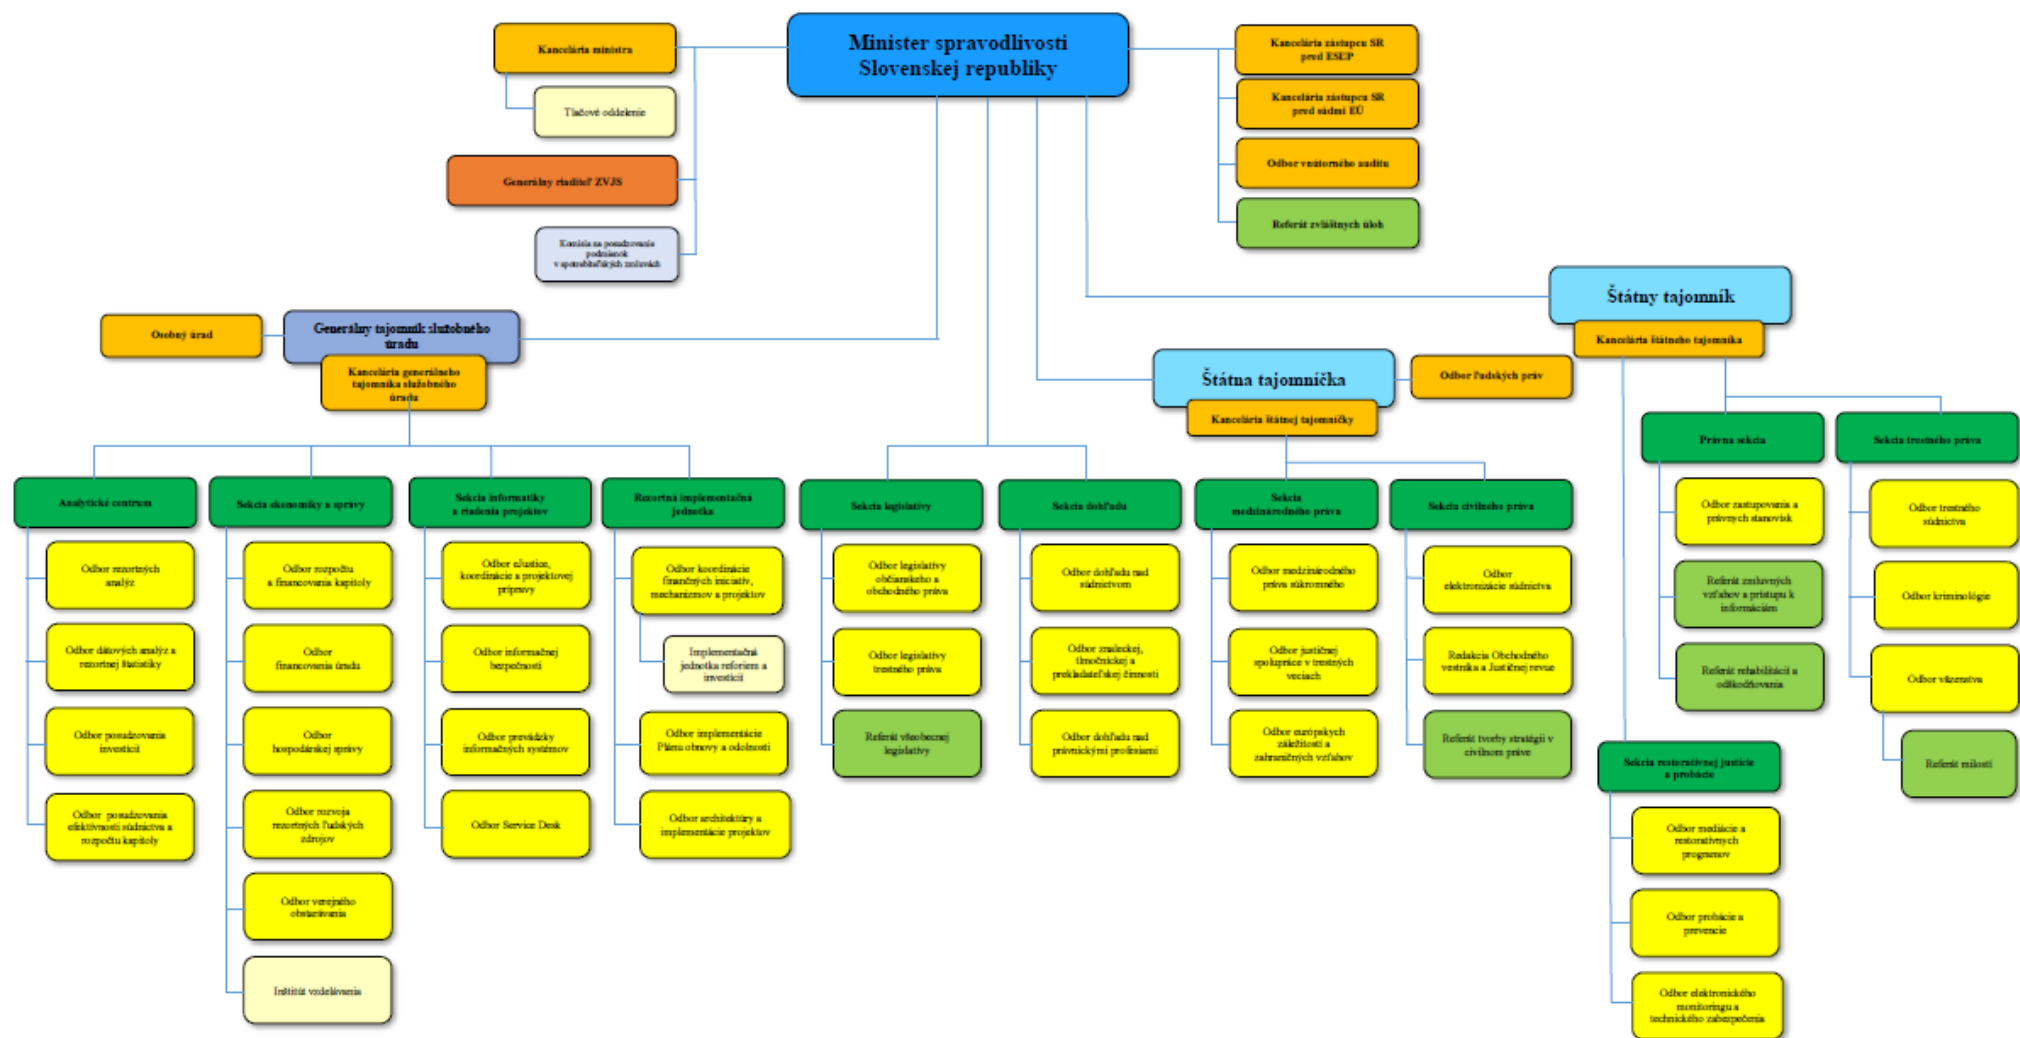 Minister spravodlivosti
Slovenskej republiky
Kancelária ministra
Tlačové oddelenie
Generálny riaditeľ ZVJS
Komisia na posudzovanie
podmienok
v spotrebiteľských zmluvách
Kancelária zástupcu SR
pred ESĽP
Kancelária zástupcu SR
pred súdmi EÚ
Odbor vnútorného auditu
Referát zvláštnych úloh
Štátny tajomník
Kancelária štátneho tajomníka
Osobný úrad
Generálny tajomník služobného
úradu
Kancelária generálneho
tajomníka služobného
úradu
Štátna tajomníčka
Kancelária štátnej tajomníčky
Odbor ľudských práv
Právna sekcia
Sekcia trestného práva
Analytické centrum
Sekcia ekonomiky a správy
Sekcia informatiky
a riadenia projektov
Rezortná implementačná
jednotka
Sekcia legislatívy
Sekcia dohľadu
Sekcia
medzinárodného práva
Sekcia civilného práva
Odbor rezortných
analýz
Odbor dátových analýz a
rezortnej štatistiky
Odbor posudzovania
investícií
Odbor posudzovania
efektívnosti súdnictva a
rozpočtu kapitoly
Odbor rozpočtu
a financovania kapitoly
Odbor
financovania úradu
Odbor
hospodárskej správy
Odbor rozvoja
rezortných ľudských
zdrojov
Odbor verejného
obstarávania
Inštitút vzdelávania
Odbor eJustice,
koordinácie a projektovej
prípravy
Odbor informačnej
bezpečnosti
Odbor prevádzky
informačných systémov
Odbor Service Desk
Odbor koordinácie
finančných iniciatív,
mechanizmov a projektov
Implementačná
jednotka reforiem a
investícií
Odbor implementácie
Plánu obnovy a odolnosti
Odbor architektúry a
implementácie projektov
Odbor legislatívy
občianskeho a
obchodného práva
Odbor legislatívy
trestného práva
Referát všeobecnej
legislatívy
Odbor dohľadu nad
súdnictvom
Odbor znaleckej,
tlmočníckej a
prekladateľskej činnosti
Odbor dohľadu nad
právnickými profesiami
Odbor medzinárodného
práva súkromného
Odbor justičnej
spolupráce v trestných
veciach
Odbor európskych
záležitostí a
zahraničných vzťahov
Odbor
elektronizácie súdnictva
Redakcia Obchodného
vestníka a Justičnej revue
Referát tvorby stratégií v
civilnom práve
Odbor zastupovania a
právnych stanovísk
Referát zmluvných
vzťahov a prístupu k
informáciám
Referát rehabilitácií a
odškodňovania
Odbor trestného
súdnictva
Odbor kriminológie
Odbor väzenstva
Referát milostí
Sekcia restoratívnej justície
a probácie
Odbor mediácie a
restoratívnych
programov
Odbor probácie a
prevencie
Odbor elektronického
monitoringu a
technického zabezpečenia